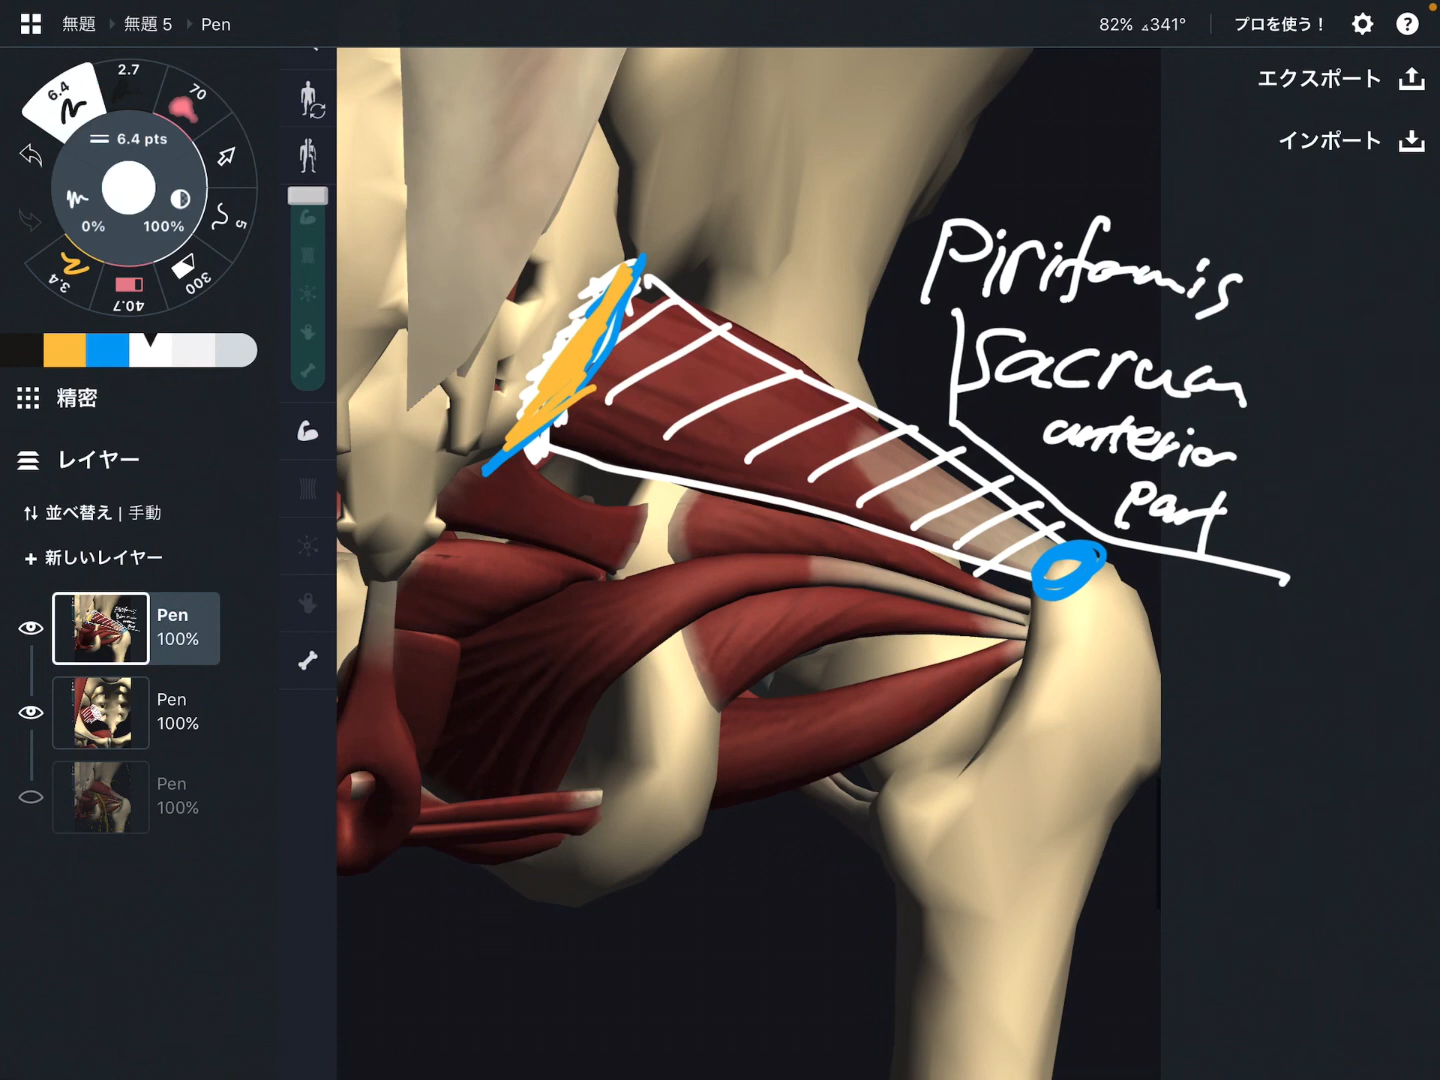 無題 無題 5 Pen
82% ⊿341° プロを使う！
エクスポート
インポート
6.4
2.7
70
5
300
40.7
3.4
6.4 pts
0% 100%
精密
レイヤー
並べ替え | 手動
+ 新しいレイヤー
Pen
100%
Pen
100%
Pen
100%
Piriformis
Sacrum
anterior
part